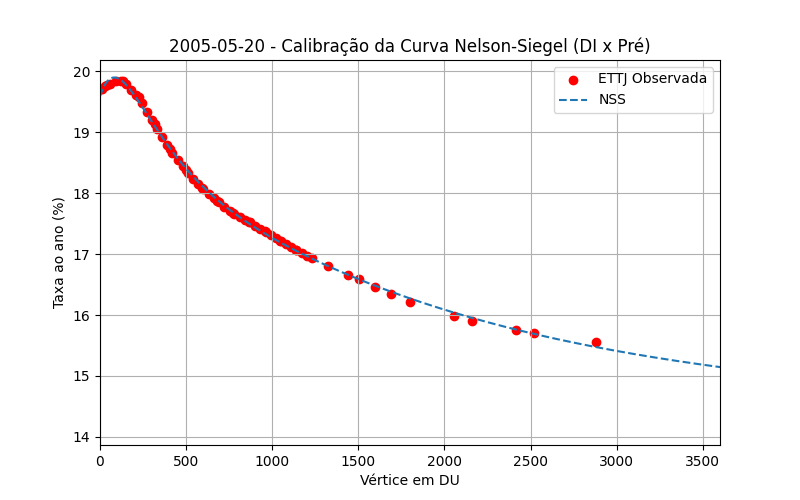 2005-05-20 - Calibração da Curva Nelson-Siegel (DI x Pré)
ETTJ Observada
NSS
Taxa ao ano (%)
20
19
18
17
16
15
14
0 500 1000 1500 2000 2500 3000 3500
Vértice em DU